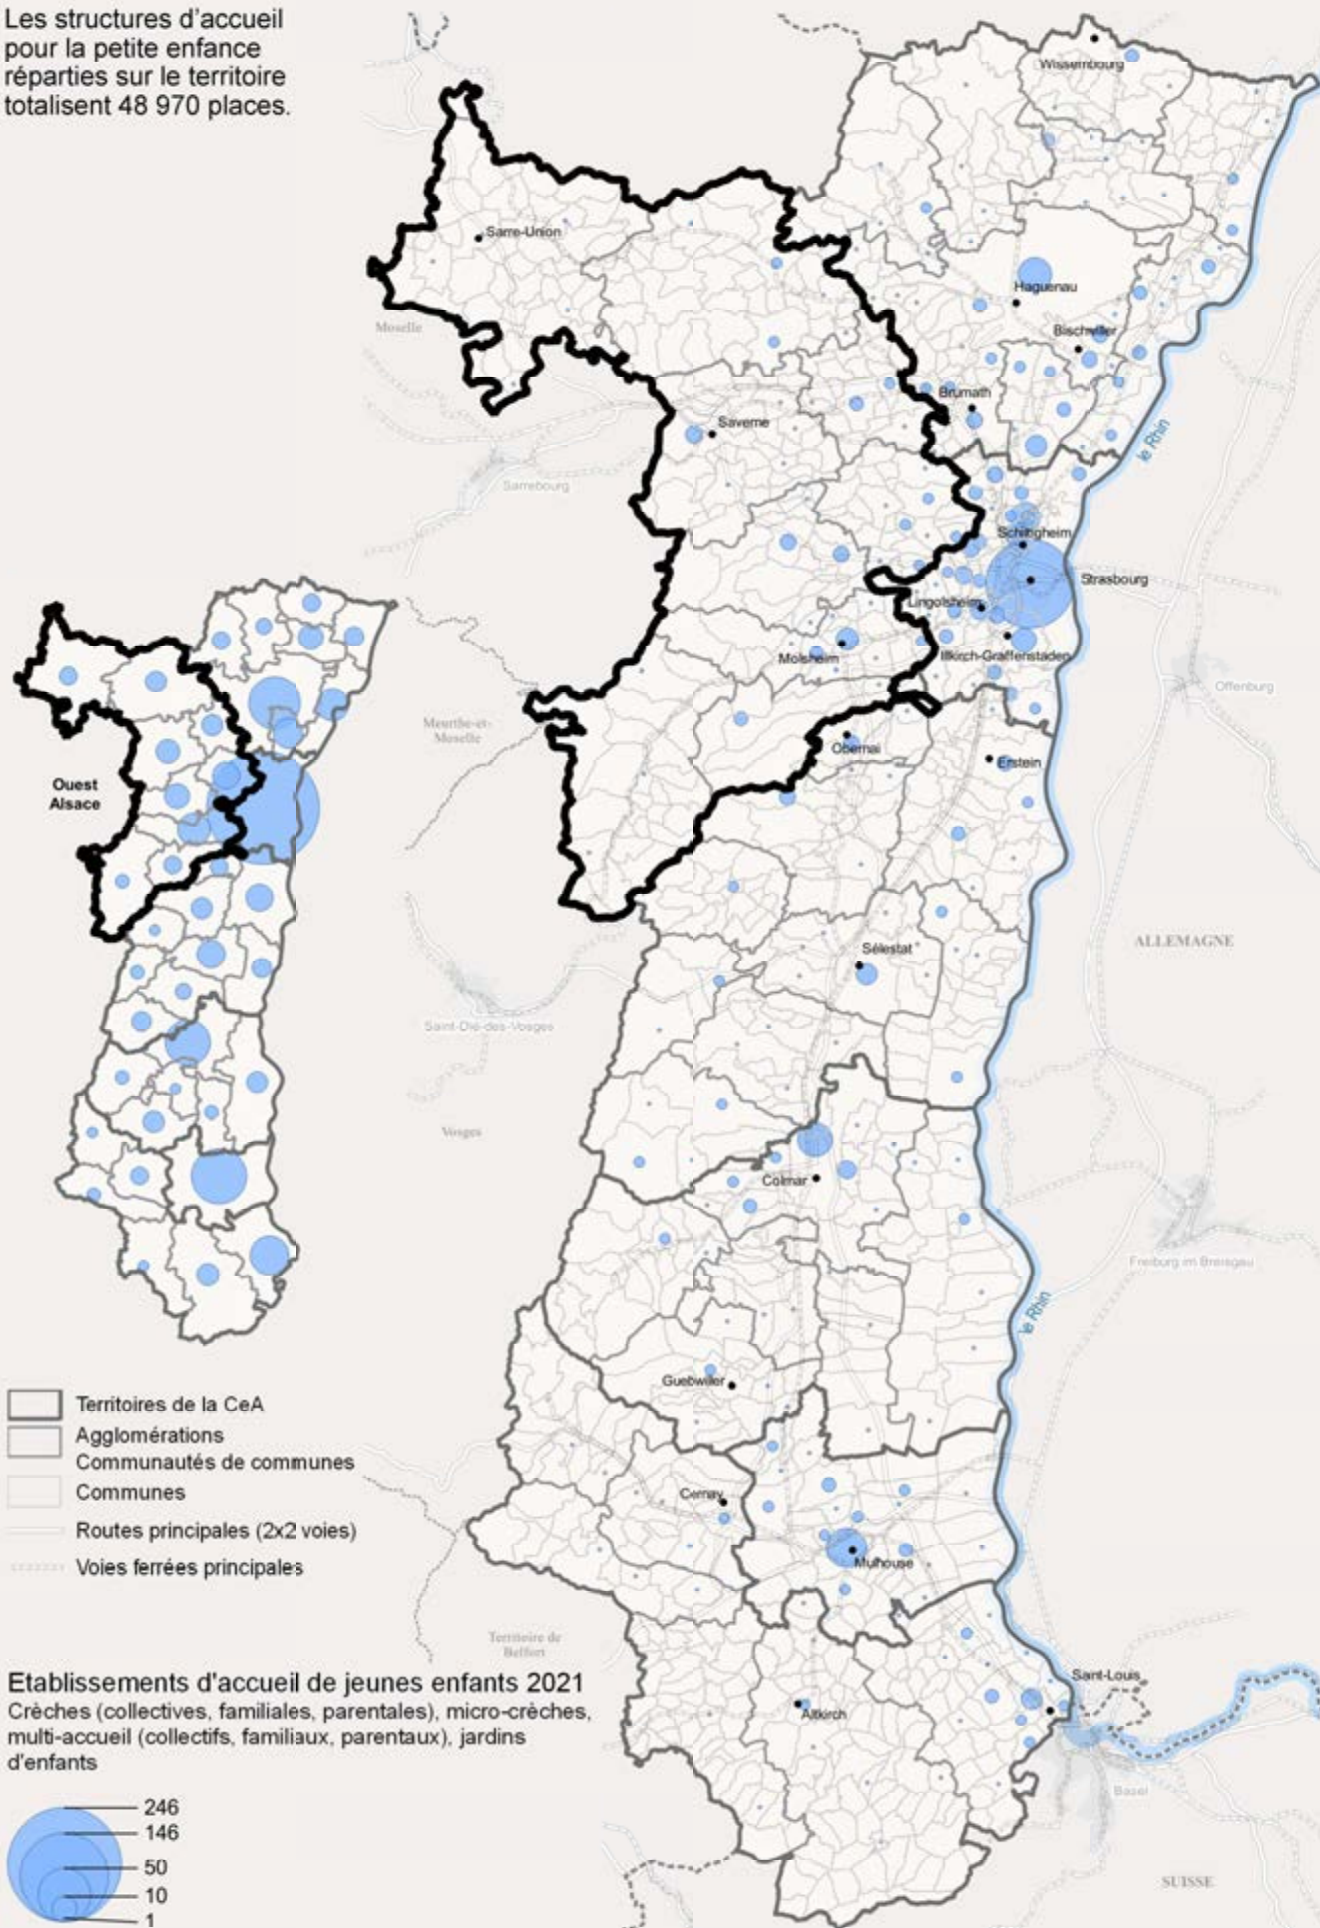 Les structures d'accueil
pour la petite enfance
réparties sur le territoire
totalisent 48 970 places.
Wissembourg
Sarre-Union
Haguenau
Moselle
Bischwiller
Brumath
Saverne
le Rhin
Sarrebourg
Schiltigheim
Strasbourg
Lingolsheim
Molsheim
Illkirch-Graffenstaden
Offenburg
Meurthe-et-
Moselle
Obernai
Erstein
Ouest
Alsace
ALLEMAGNE
Sélestat
Saint-Dié-des-Vosges
Vosges
Colmar
Freiburg im Breisgau
le Rhin
Guebwiller
Territoires de la CeA
Agglomérations
Communautés de communes
Communes
Routes principales (2x2 voies)
Voies ferrées principales
Cernay
Mulhouse
Territoire de
Belfort
Saint-Louis
Altkirch
Bazel
SUISSE
Etablissements d'accueil de jeunes enfants 2021
Crèches (collectives, familiales, parentales), micro-crèches,
multi-accueil (collectifs, familiaux, parentaux), jardins
d'enfants
246
146
50
10
1